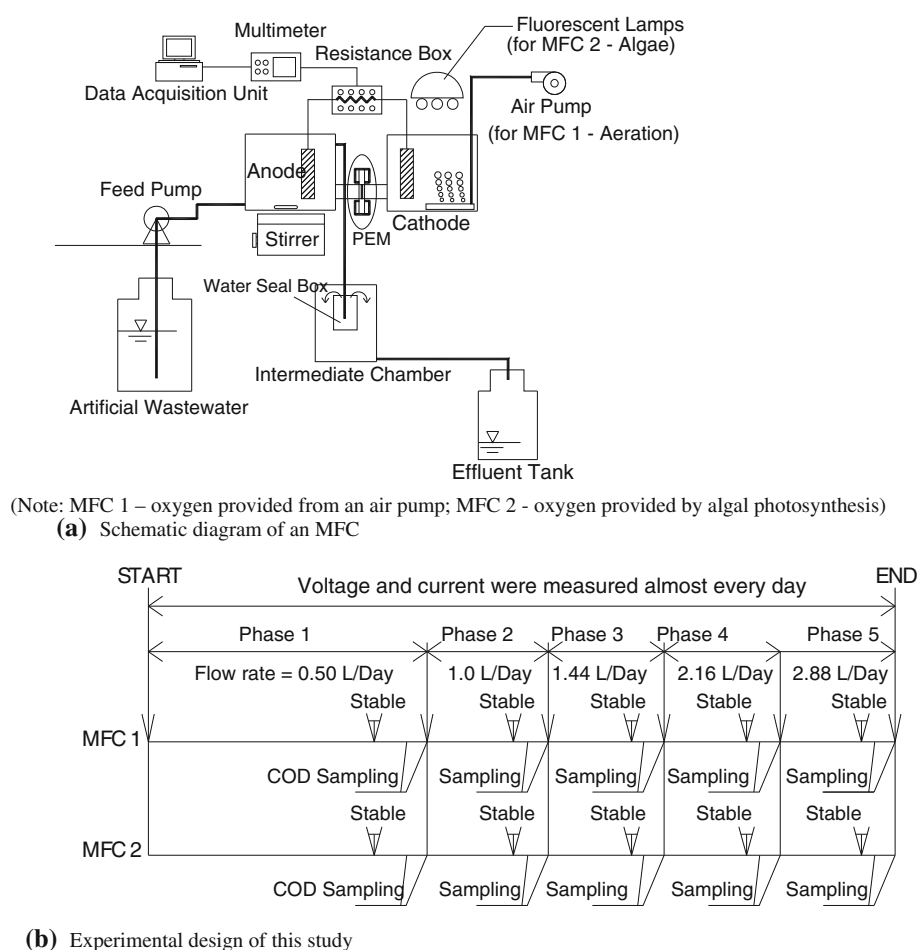 Fluorescent Lamps
(for MFC 2 - Algae)
Multimeter
Resistance Box
Data Acquisition Unit
Air Pump
(for MFC 1 - Aeration)
Anode
Feed Pump
Cathode
Stirrer
PEM
Water Seal Box
Intermediate Chamber
Artificial Wastewater
Effluent Tank
(Note: MFC 1 – oxygen provided from an air pump; MFC 2 - oxygen provided by algal photosynthesis)
(a) Schematic diagram of an MFC
START
END
Voltage and current were measured almost every day
Phase 1 Phase 2 Phase 3 Phase 4 Phase 5
Flow rate = 0.50 L/Day 1.0 L/Day 1.44 L/Day 2.16 L/Day 2.88 L/Day
Stable Stable Stable Stable Stable
MFC 1
COD Sampling Sampling Sampling Sampling Sampling
Stable Stable Stable Stable Stable
MFC 2
COD Sampling Sampling Sampling Sampling Sampling
(b) Experimental design of this study